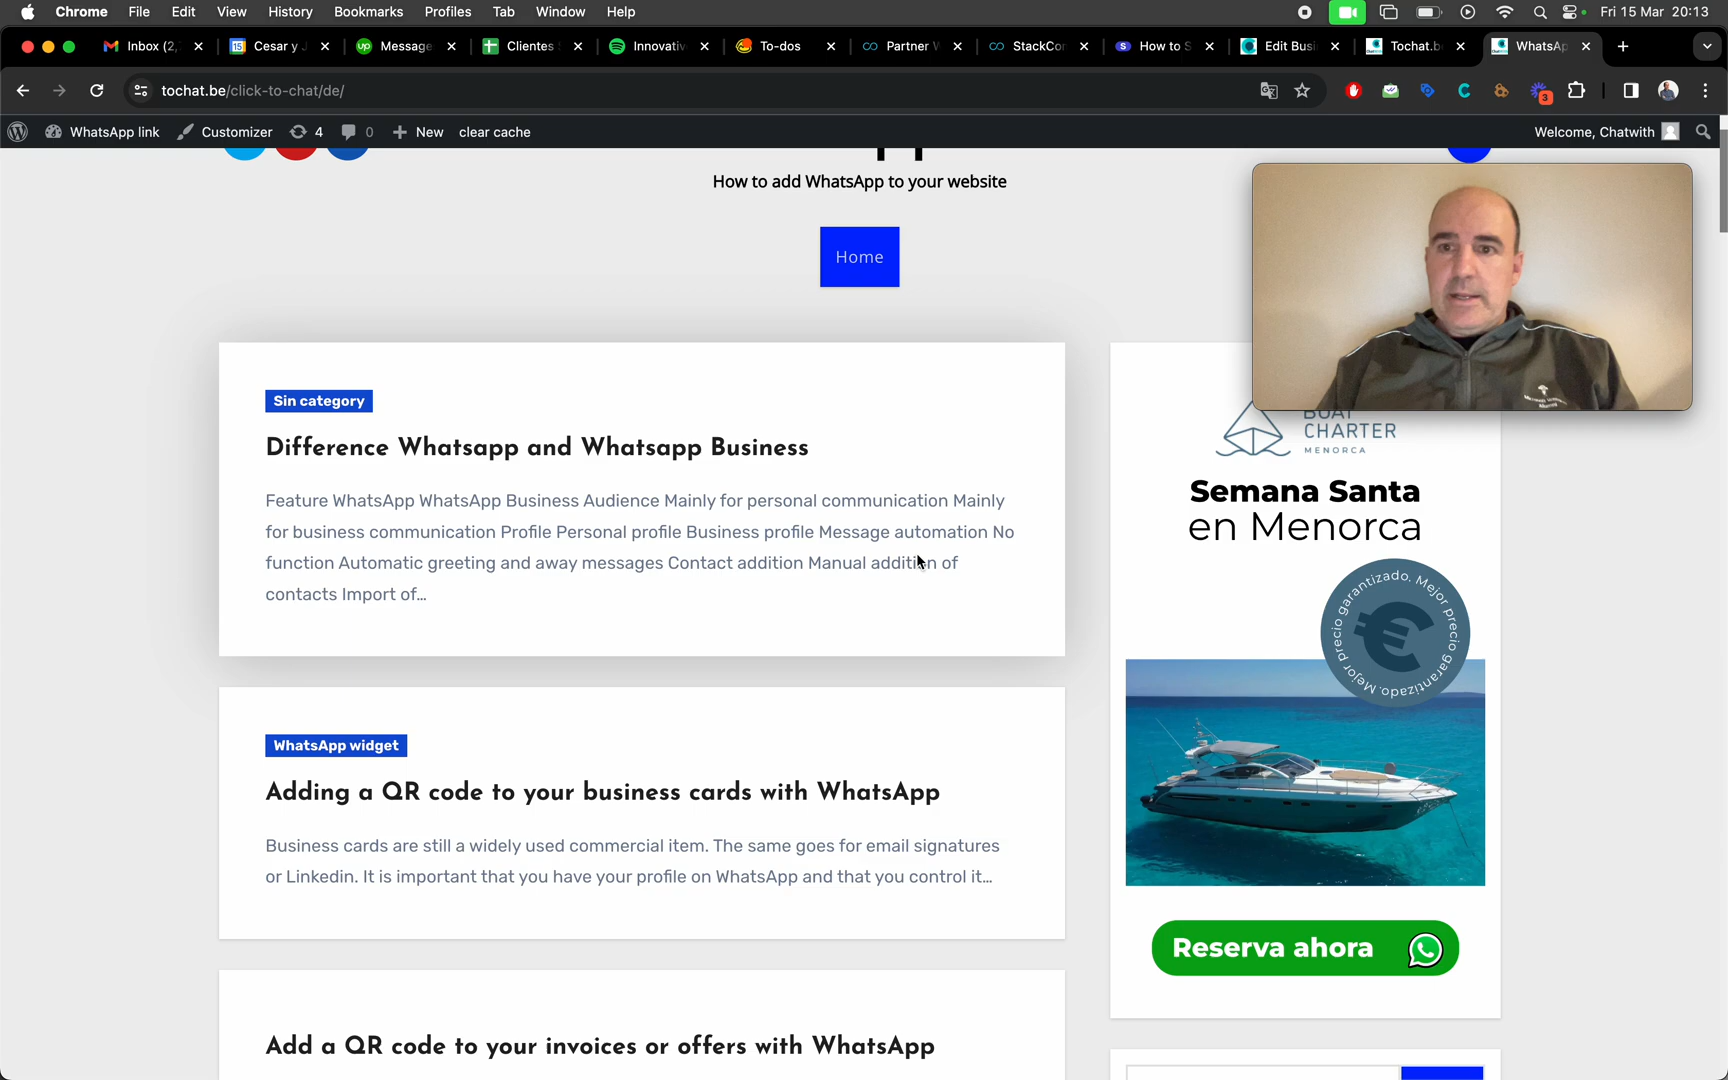 Chrome File Edit View History Bookmarks Profiles Tab Window Help
Fri 15 Mar 20:13
Inbox (2,
15 Cesar y J
up Message
Clientes
Innovativ
To-dos
Partner W
StackCo
How to S
Edit Busi
Tochat.b
WhatsAp
tochat.be/click-to-chat/de/
3
WhatsApp link
Customizer
4
0
New
clear cache
Welcome, Chatwith
How to add WhatsApp to your website
Home
Sin category
Difference Whatsapp and Whatsapp Business
Feature WhatsApp WhatsApp Business Audience Mainly for personal communication Mainly
for business communication Profile Personal profile Business profile Message automation No
function Automatic greeting and away messages Contact addition Manual addition of
contacts Import of...
WhatsApp widget
Adding a QR code to your business cards with WhatsApp
Business cards are still a widely used commercial item. The same goes for email signatures
or Linkedin. It is important that you have your profile on WhatsApp and that you control it...
Add a QR code to your invoices or offers with WhatsApp
BOAT
CHARTER
MENORCA
Semana Santa
en Menorca
Mejor precio garantizado. Mejor precio garantizado.
€
Reserva ahora